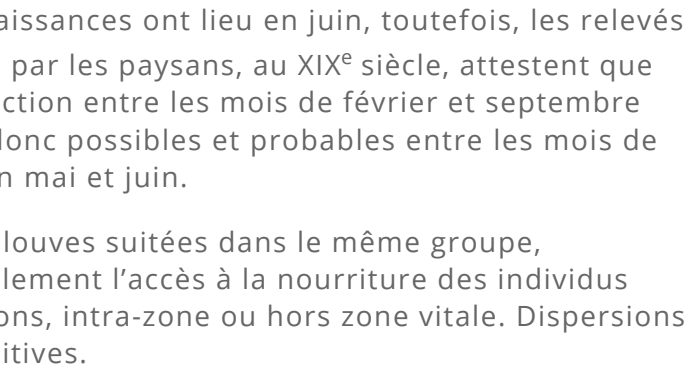 aissances ont lieu en juin, toutefois, les relevés
par les paysans, au XIXe siècle, attestent que
ction entre les mois de février et septembre
donc possibles et probables entre les mois de
n mai et juin.
louves suitées dans le même groupe,
lement l’accès à la nourriture des individus
ons, intra-zone ou hors zone vitale. Dispersions
itives.